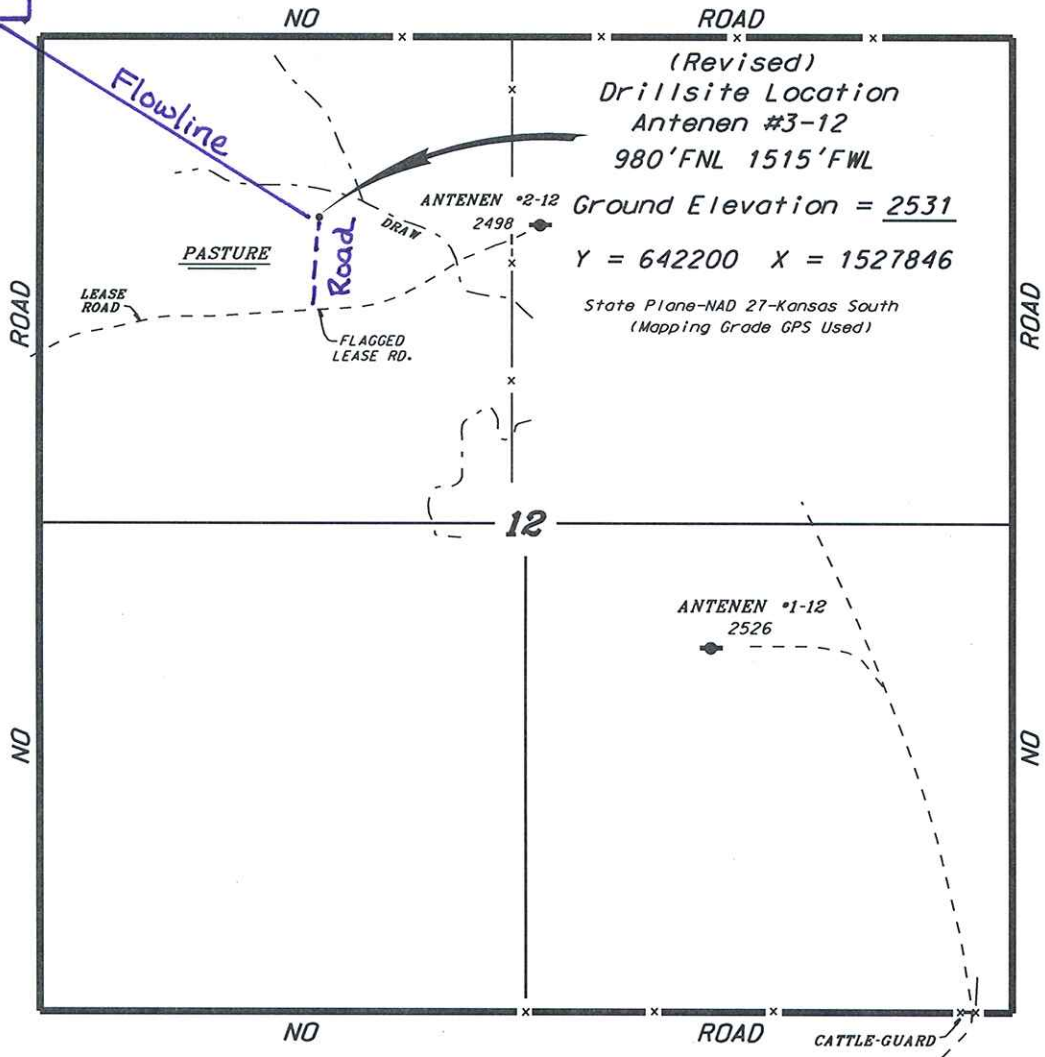 NO
ROAD
Flowline
(Revised)
Drillsite Location
Antenen #3-12
980'FNL 1515'FWL
ANTENEN #2-12
2498
Ground Elevation = 2531
DRAW
PASTURE
Road
Y = 642200 X = 1527846
State Plane-NAD 27-Kansas South
(Mapping Grade GPS Used)
LEASE
ROAD
ROAD
ROAD
FLAGGED
LEASE RD.
12
ANTENEN #1-12
2526
NO
NO
NO
ROAD
CATTLE-GUARD